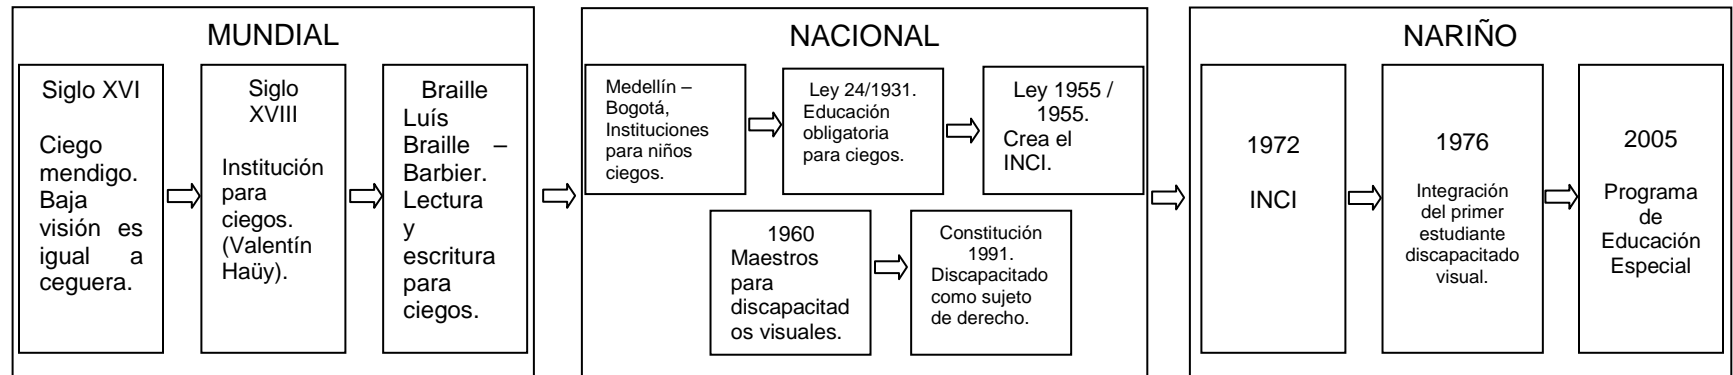 MUNDIAL
Siglo XVI
Ciego
mendigo.
Baja
visión es
igual a
ceguera.
Siglo
XVIII
Institución
para
ciegos.
(Valentín
Haüy).
Braille
Luís
Braille –
Barbier.
Lectura
y
escritura
para
ciegos.
NACIONAL
Medellín –
Bogotá,
Instituciones
para niños
ciegos.
Ley 24/1931.
Educación
obligatoria
para ciegos.
Ley 1955 /
1955.
Crea el
INCI.
1960
Maestros
para
discapacitad
os visuales.
Constitución
1991.
Discapacitado
como sujeto
de derecho.
NARIÑO
1972
INCI
1976
Integración
del primer
estudiante
discapacitado
visual.
2005
Programa
de
Educación
Especial